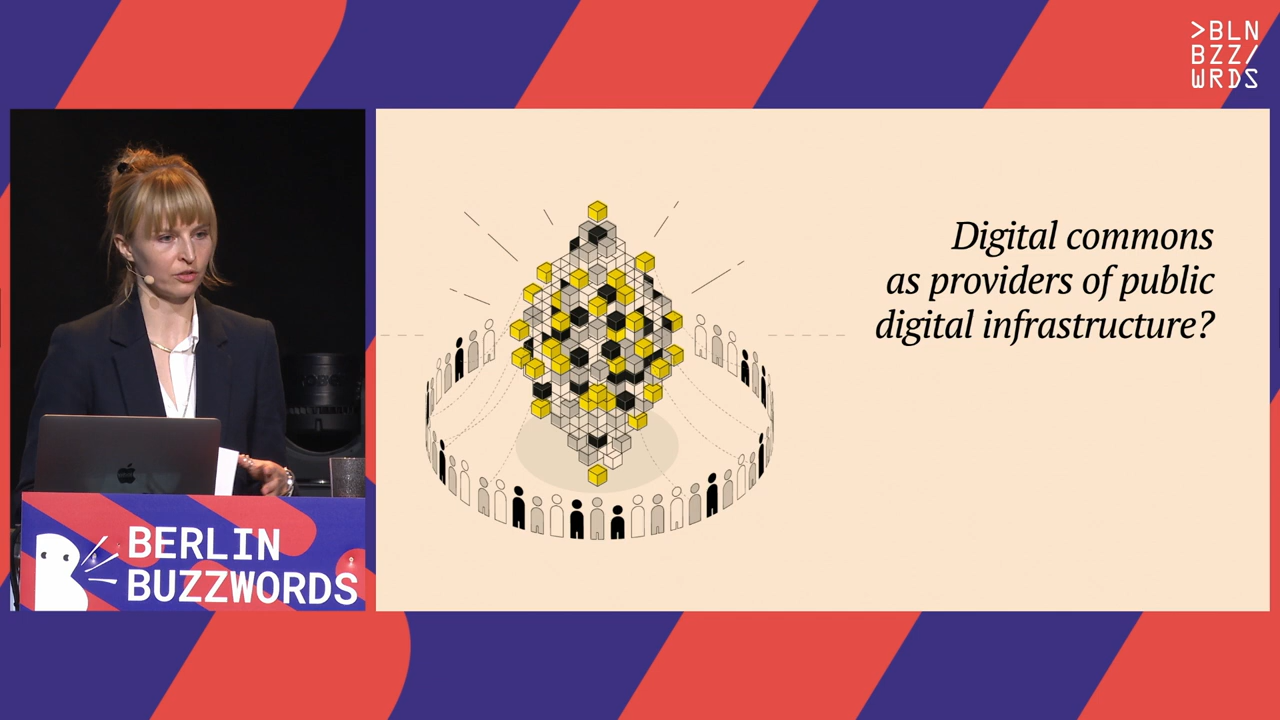 >BLN
BZZ/
WRDS
Digital commons
as providers of public
digital infrastructure?
BERLIN
BUZZWORDS